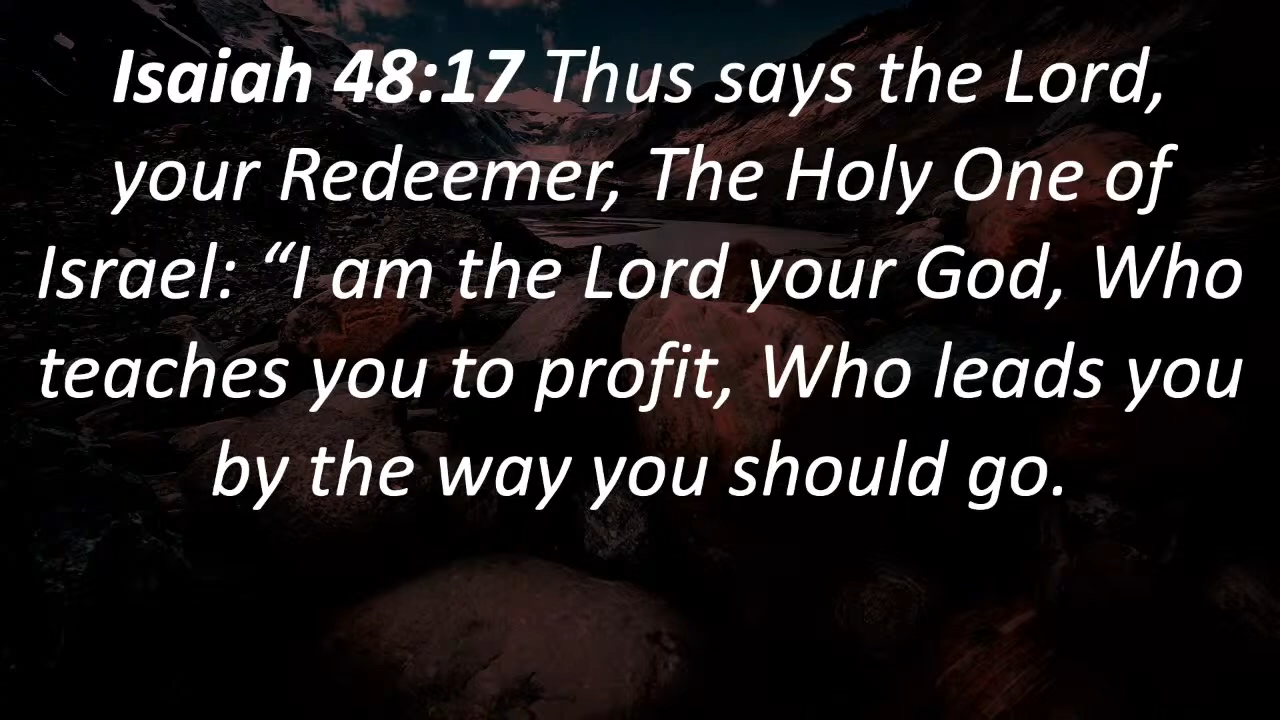 Isaiah 48:17 Thus says the Lord,
your Redeemer, The Holy One of
Israel: “I am the Lord your God, Who
teaches you to profit, Who leads you
by the way you should go.